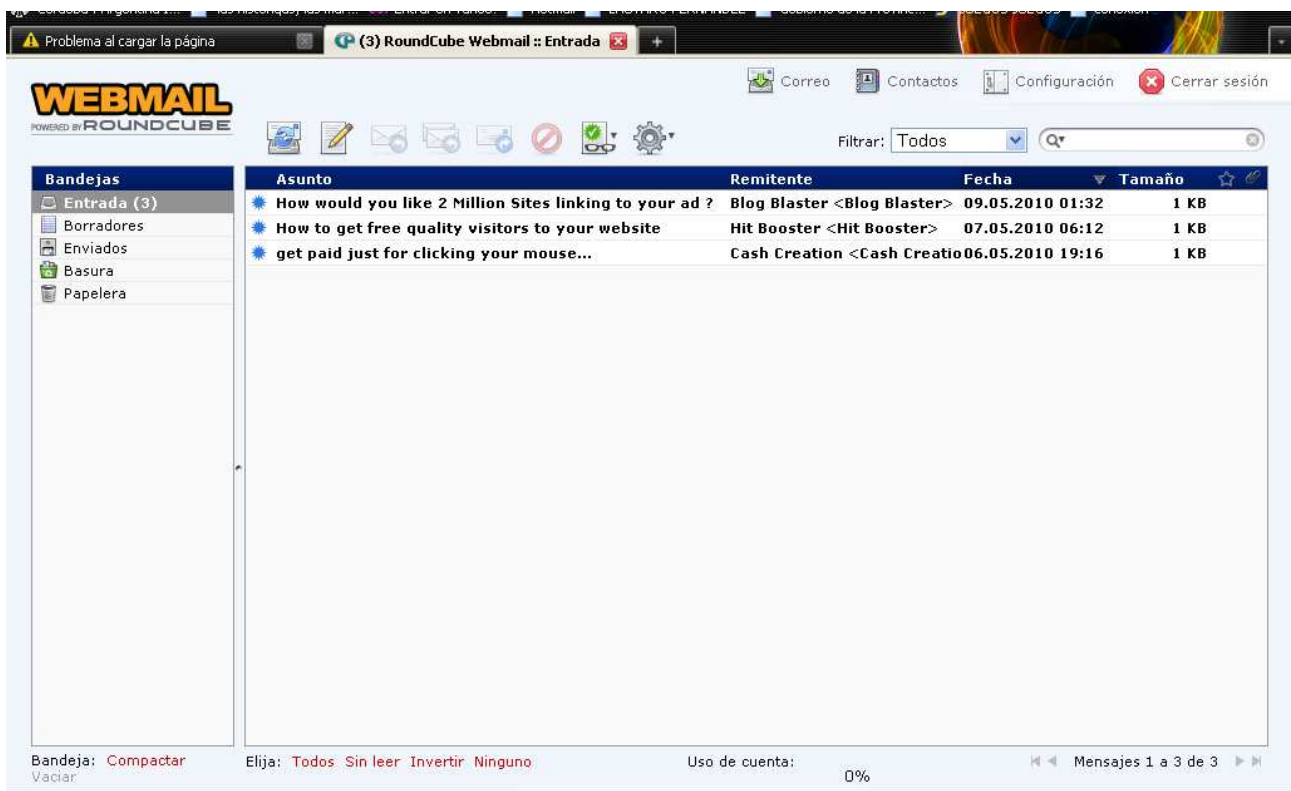 Problema al cargar la página
(3) RoundCube Webmail :: Entrada
WEBMAIL
POWERED BY ROUNDCUBE
Correo Contactos Configuración Cerrar sesión
Filtrar: Todos
Bandejas
Entrada (3)
Borradores
Enviados
Basura
Papelera
Asunto Remitente Fecha Tamaño
How would you like 2 Million Sites linking to your ad ? Blog Blaster <Blog Blaster> 09.05.2010 01:32 1 KB
How to get free quality visitors to your website Hit Booster <Hit Booster> 07.05.2010 06:12 1 KB
get paid just for clicking your mouse... Cash Creation <Cash Creatio 06.05.2010 19:16 1 KB
Bandeja: Compactar
Vaciar
Elija: Todos Sin leer Invertir Ninguno
Uso de cuenta:
0%
Mensajes 1 a 3 de 3